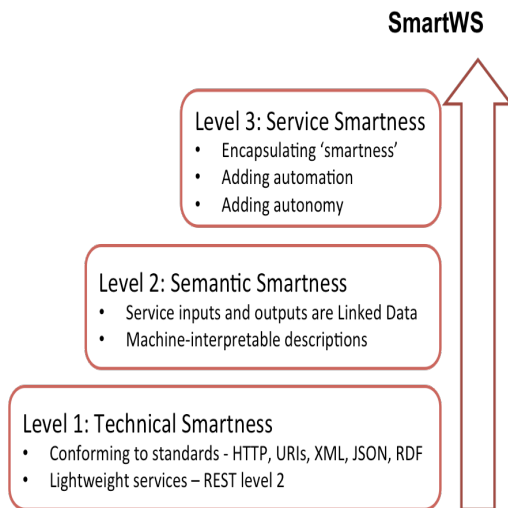 SmartWS
Level 3: Service Smartness
• Encapsulating ‘smartness’
• Adding automation
• Adding autonomy
Level 2: Semantic Smartness
• Service inputs and outputs are Linked Data
• Machine-interpretable descriptions
Level 1: Technical Smartness
• Conforming to standards - HTTP, URIs, XML, JSON, RDF
• Lightweight services – REST level 2